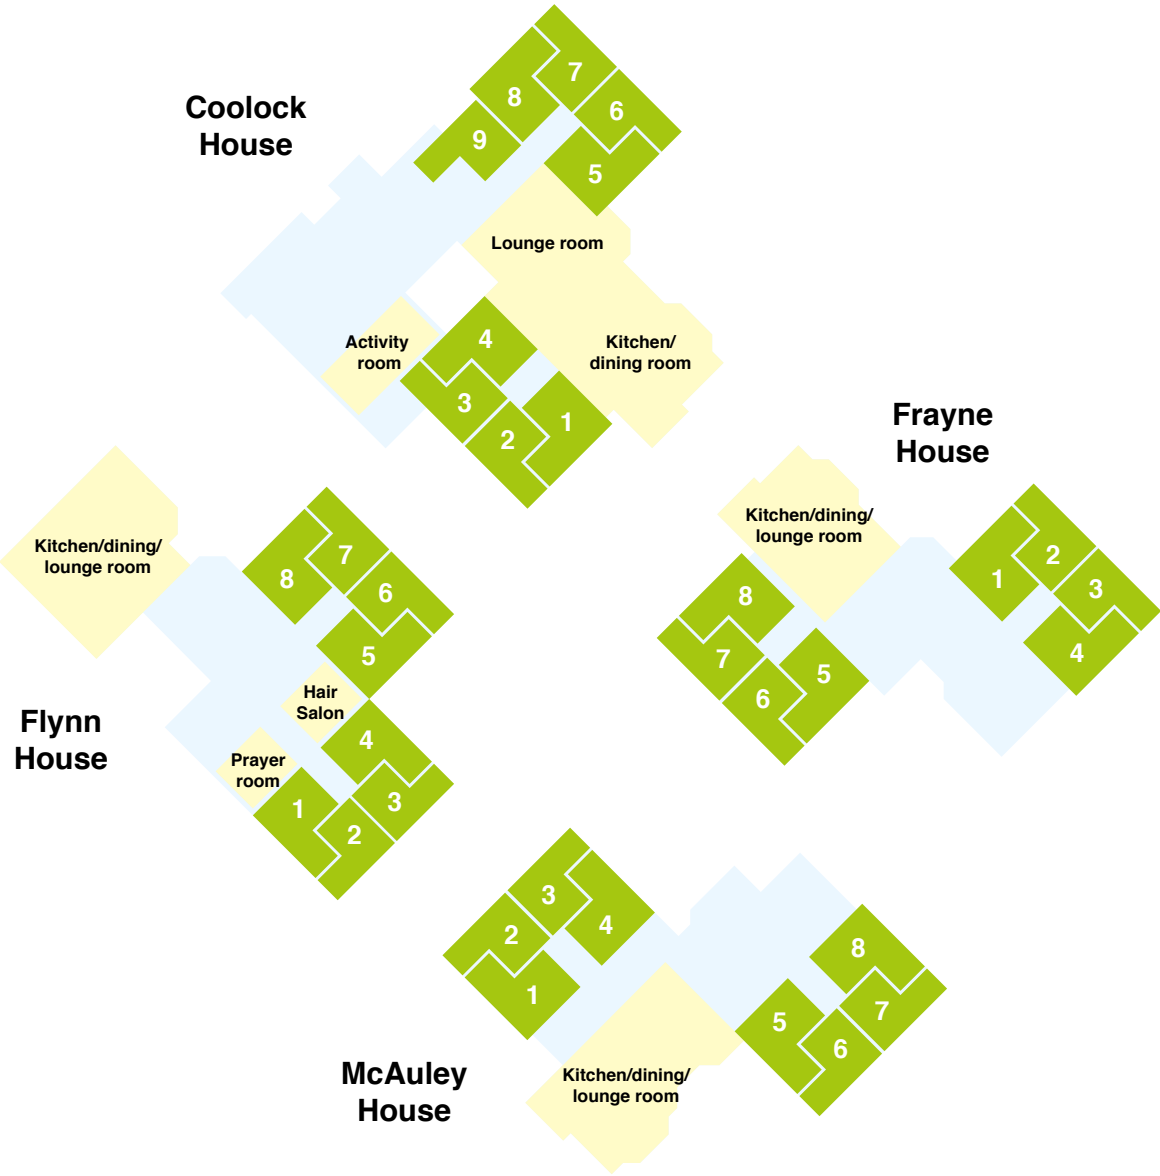 Coolock
House
7
8
6
9
5
Lounge room
Activity
room
4
Kitchen/
dining room
3
1
2
Frayne
House
Kitchen/dining/
lounge room
1
2
3
4
8
7
5
6
Kitchen/dining/
lounge room
7
8
6
5
Hair
Salon
Flynn
House
4
Prayer
room
1
3
2
3
4
2
1
8
7
5
6
McAuley
House
Kitchen/dining/
lounge room